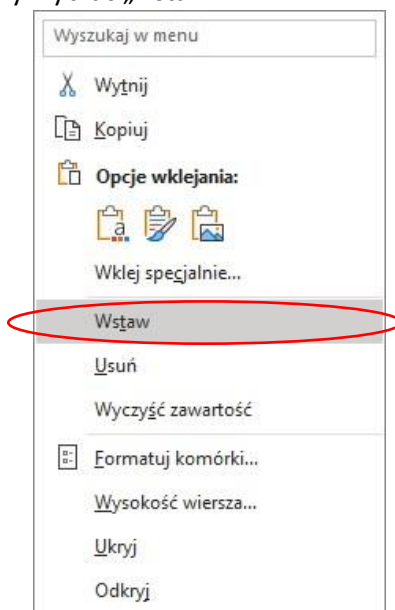 Wyszukaj w menu
Wytnij
Kopiuj
Opcje wklejania:
Wklej specjalnie...
Wstaw
Usuń
Wyczyść zawartość
Formatuj komórki...
Wysokość wiersza...
Ukryj
Odkryj